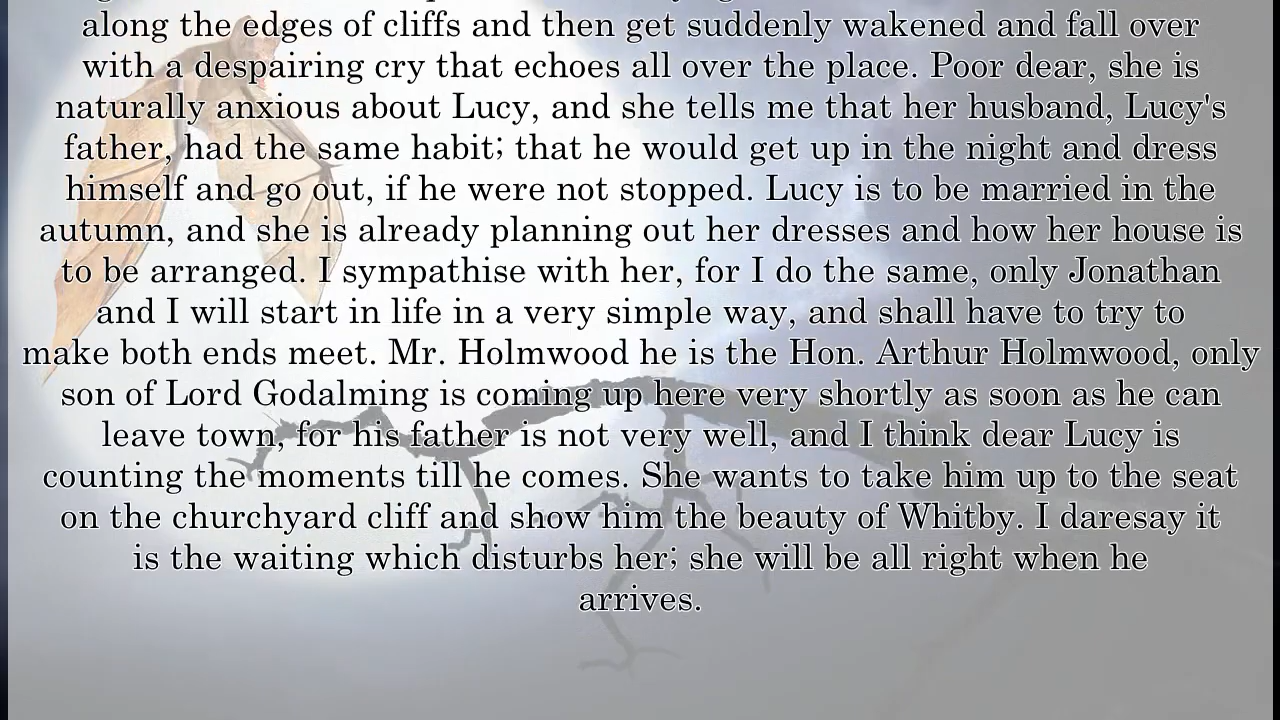 along the edges of cliffs and then get suddenly wakened and fall over
with a despairing cry that echoes all over the place. Poor dear, she is
naturally anxious about Lucy, and she tells me that her husband, Lucy's
father, had the same habit; that he would get up in the night and dress
himself and go out, if he were not stopped. Lucy is to be married in the
autumn, and she is already planning out her dresses and how her house is
to be arranged. I sympathise with her, for I do the same, only Jonathan
and I will start in life in a very simple way, and shall have to try to
make both ends meet. Mr. Holmwood he is the Hon. Arthur Holmwood, only
son of Lord Godalming is coming up here very shortly as soon as he can
leave town, for his father is not very well, and I think dear Lucy is
counting the moments till he comes. She wants to take him up to the seat
on the churchyard cliff and show him the beauty of Whitby. I daresay it
is the waiting which disturbs her; she will be all right when he
arrives.